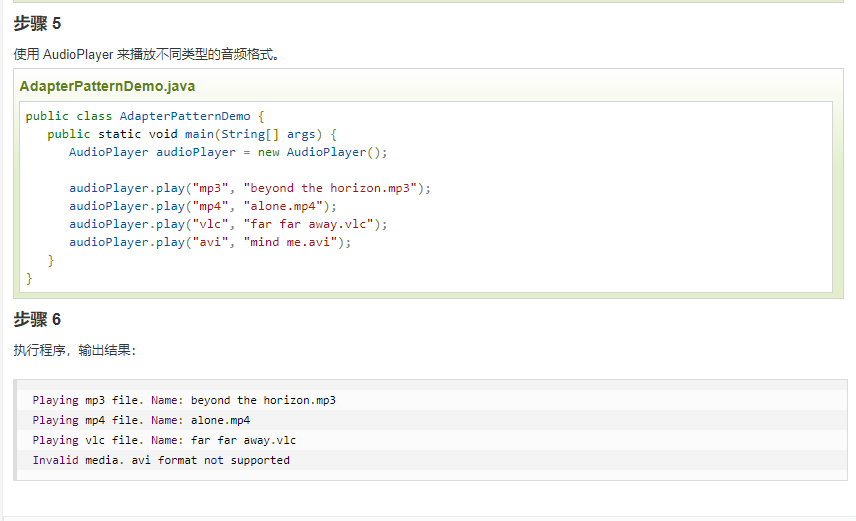 步骤 5
使用 AudioPlayer 来播放不同类型的音频格式。
AdapterPatternDemo.java
public class AdapterPatternDemo {
   public static void main(String[] args) {
      AudioPlayer audioPlayer = new AudioPlayer();

      audioPlayer.play("mp3", "beyond the horizon.mp3");
      audioPlayer.play("mp4", "alone.mp4");
      audioPlayer.play("vlc", "far far away.vlc");
      audioPlayer.play("avi", "mind me.avi");
   }
}
步骤 6
执行程序，输出结果：
Playing mp3 file. Name: beyond the horizon.mp3
Playing mp4 file. Name: alone.mp4
Playing vlc file. Name: far far away.vlc
Invalid media. avi format not supported